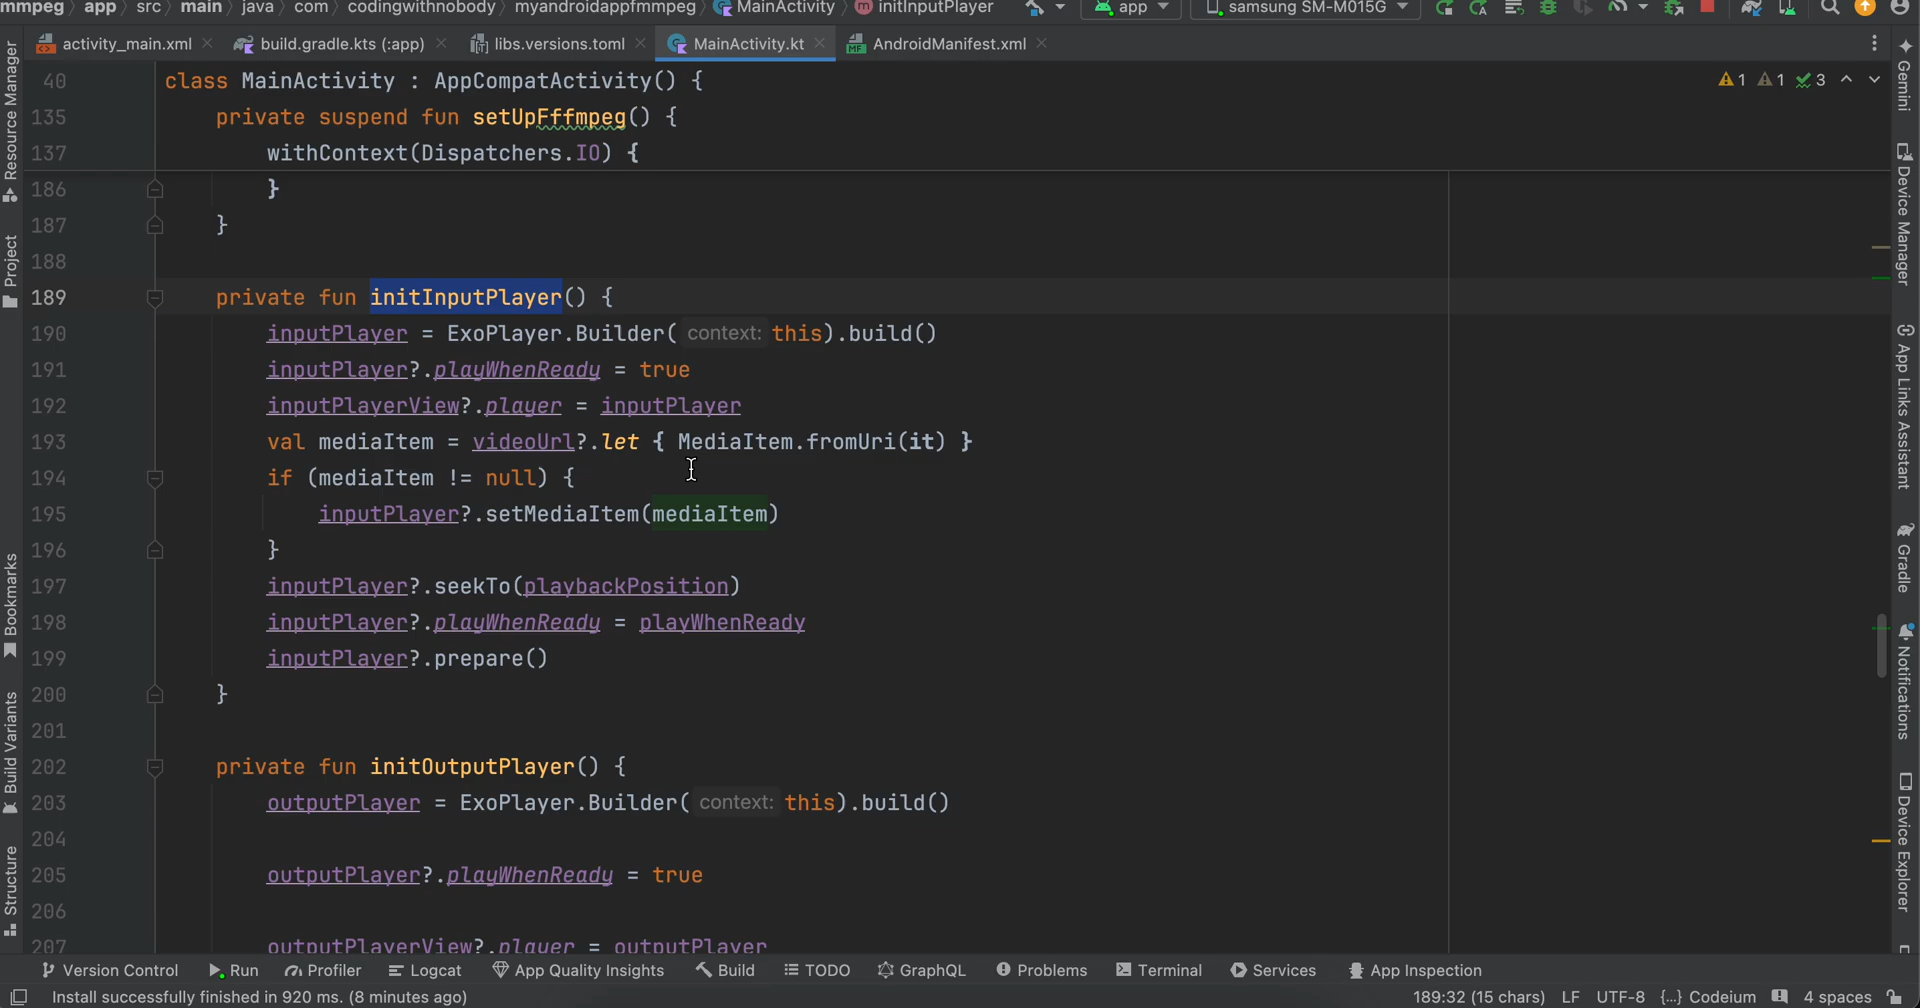 mmpeg app src main java com codingwithnobody myandroidappfmmpeg MainActivity initInputPlayer app samsung SM-M015G
activity_main.xml build.gradle.kts (:app) libs.versions.toml MainActivity.kt AndroidManifest.xml
40 class MainActivity : AppCompatActivity() { 1 1 3
135 private suspend fun setUpFffmpeg() {
137 withContext(Dispatchers.IO) {
186 }
187 }
188
189 private fun initInputPlayer() {
190 inputPlayer = ExoPlayer.Builder( context: this).build()
191 inputPlayer?.playWhenReady = true
192 inputPlayerView?.player = inputPlayer
193 val mediaItem = videoUrl?.let { MediaItem.fromUri(it) }
194 if (mediaItem != null) {
195 inputPlayer?.setMediaItem(mediaItem)
196 }
197 inputPlayer?.seekTo(playbackPosition)
198 inputPlayer?.playWhenReady = playWhenReady
199 inputPlayer?.prepare()
200 }
201
202 private fun initOutputPlayer() {
203 outputPlayer = ExoPlayer.Builder( context: this).build()
204
205 outputPlayer?.playWhenReady = true
206
207 outputPlayerView?.player = outputPlayer
Resource Manager
Project
Bookmarks
Build Variants
Structure
Gemini
Device Manager
App Links Assistant
Gradle
Notifications
Device Explorer
Version Control Run Profiler Logcat App Quality Insights Build TODO GraphQL Problems Terminal Services App Inspection
Install successfully finished in 920 ms. (8 minutes ago) 189:32 (15 chars) LF UTF-8 {...} Codeium 4 spaces